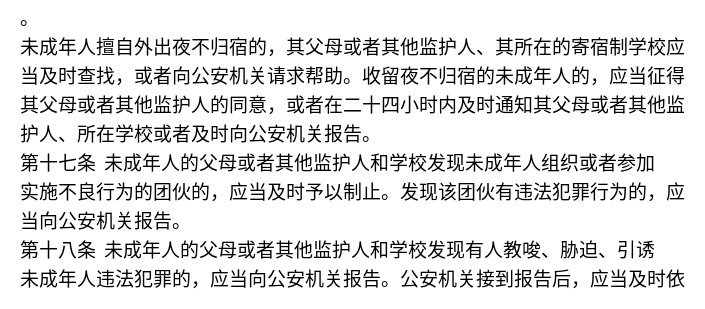 。
未成年人擅自外出夜不归宿的，其父母或者其他监护人、其所在的寄宿制学校应
当及时查找，或者向公安机关请求帮助。收留夜不归宿的未成年人的，应当征得
其父母或者其他监护人的同意，或者在二十四小时内及时通知其父母或者其他监
护人、所在学校或者及时向公安机关报告。
第十七条 未成年人的父母或者其他监护人和学校发现未成年人组织或者参加
实施不良行为的团伙的，应当及时予以制止。发现该团伙有违法犯罪行为的，应
当向公安机关报告。
第十八条 未成年人的父母或者其他监护人和学校发现有人教唆、胁迫、引诱
未成年人违法犯罪的，应当向公安机关报告。公安机关接到报告后，应当及时依